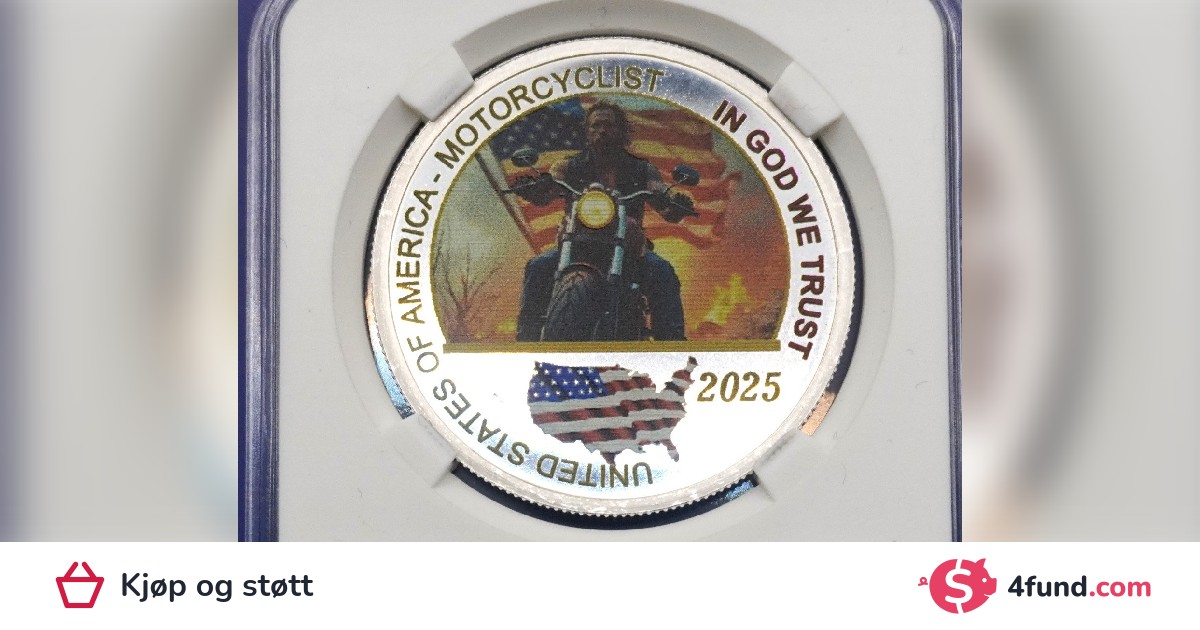 UNITED STATES OF AMERICA - MOTORCYCLIST
IN GOD WE TRUST
2025
Kjøp og støtt
4fund.com